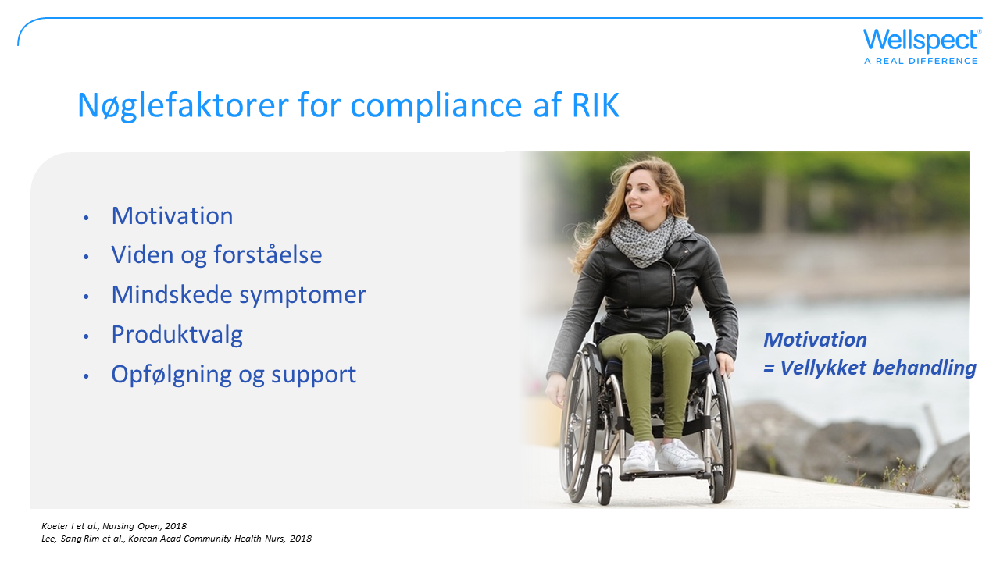 Wellspect®
A REAL DIFFERENCE
Nøglefaktorer for compliance af RIK
• Motivation
• Viden og forståelse
• Mindskede symptomer
• Produktvalg
• Opfølgning og support
Motivation
= Vellykket behandling
Koeter I et al., Nursing Open, 2018
Lee, Sang Rim et al., Korean Acad Community Health Nurs, 2018